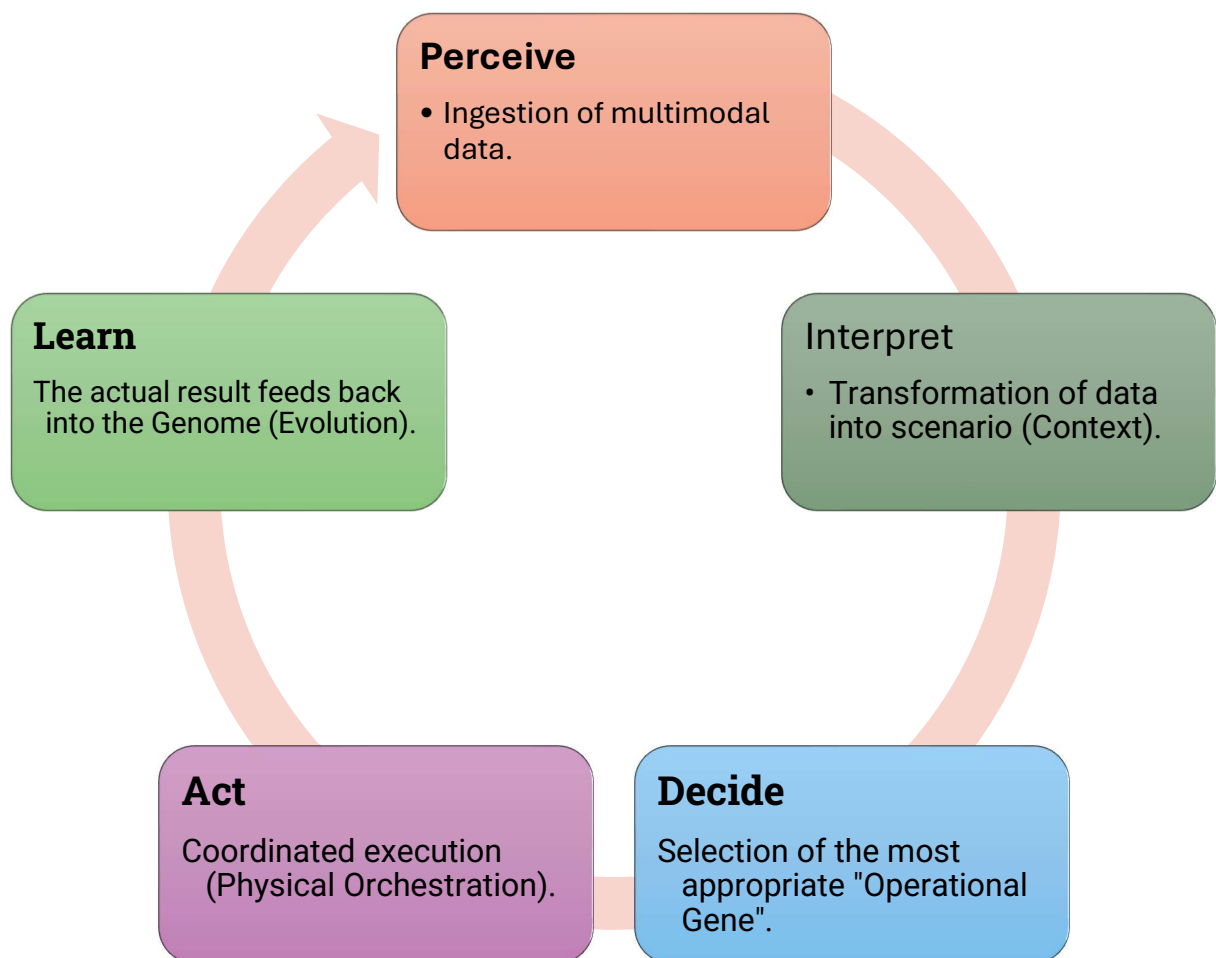 Perceive
• Ingestion of multimodal
data.
Interpret
• Transformation of data
into scenario (Context).
Decide
Selection of the most
appropriate "Operational
Gene".
Act
Coordinated execution
(Physical Orchestration).
Learn
The actual result feeds back
into the Genome (Evolution).